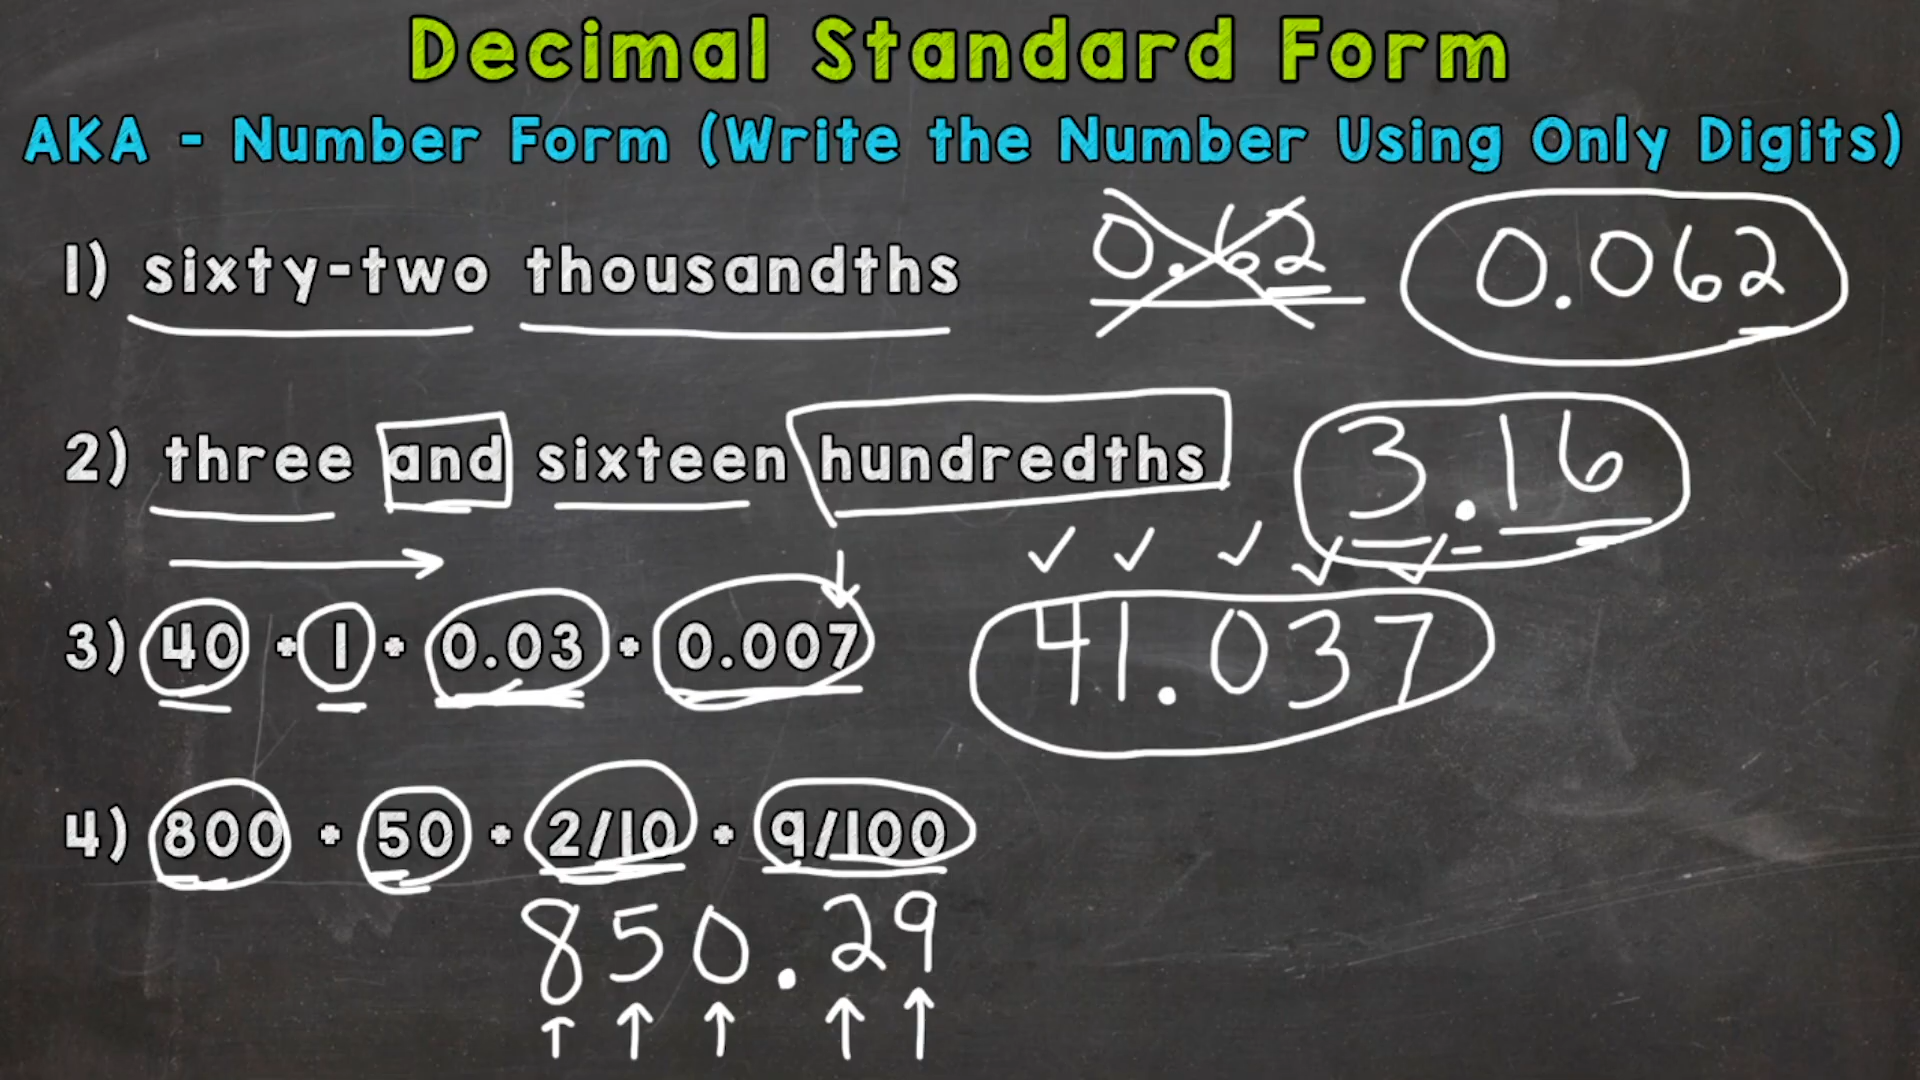 Decimal Standard Form
AKA - Number Form (Write the Number Using Only Digits)
1) sixty-two thousandths 0.62 0.062
2) three and sixteen hundredths 3.16
3) 40 + 1 + 0.03 + 0.007 41.037
4) 800 + 50 + 2/10 + 9/100
850.29